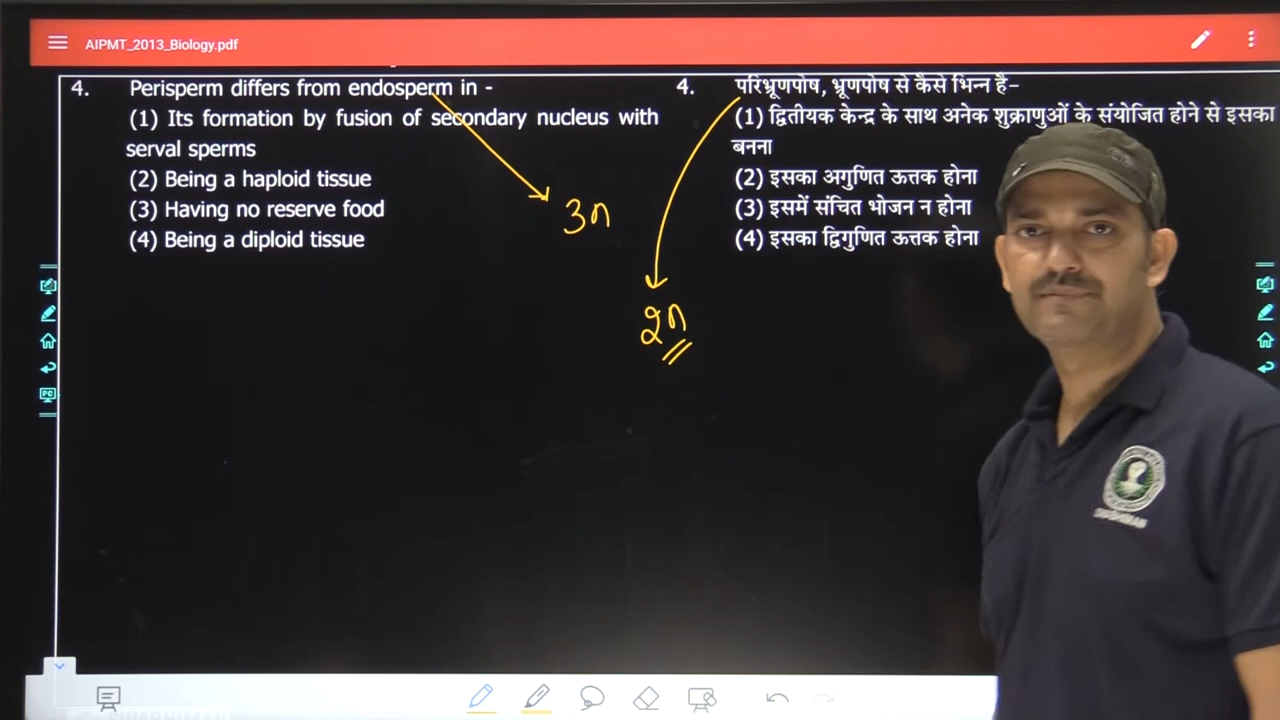 AIPMT_2013_Biology.pdf
4. Perisperm differs from endosperm in -
(1) Its formation by fusion of secondary nucleus with
serval sperms
(2) Being a haploid tissue
(3) Having no reserve food
(4) Being a diploid tissue
3n
4. परिभ्रूणपोष, भ्रूणपोष से कैसे भिन्न है-
(1) द्वितीयक केन्द्र के साथ अनेक शुक्राणुओं के संयोजित होने से इसका
बनना
(2) इसका अगुणित ऊत्तक होना
(3) इसमें संचित भोजन न होना
(4) इसका द्विगुणित ऊत्तक होना
2n
PC